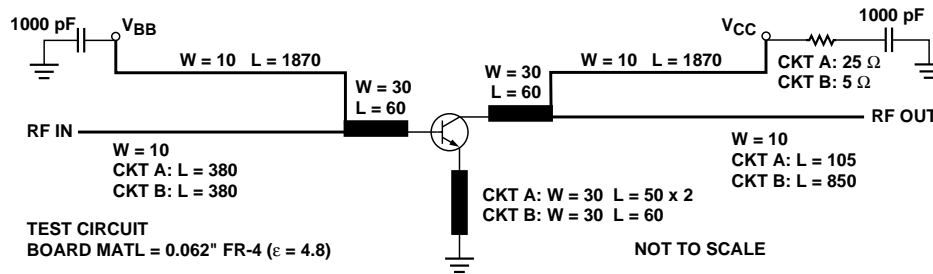 1000 pF
VBB
W = 10 L = 1870
W = 30
L = 60
RF IN
W = 10
CKT A: L = 380
CKT B: L = 380
TEST CIRCUIT
BOARD MATL = 0.062" FR-4 (ε = 4.8)
W = 30
L = 60
W = 10 L = 1870
VCC
1000 pF
CKT A: 25 Ω
CKT B: 5 Ω
RF OUT
W = 10
CKT A: L = 105
CKT B: L = 850
CKT A: W = 30 L = 50 x 2
CKT B: W = 30 L = 60
NOT TO SCALE